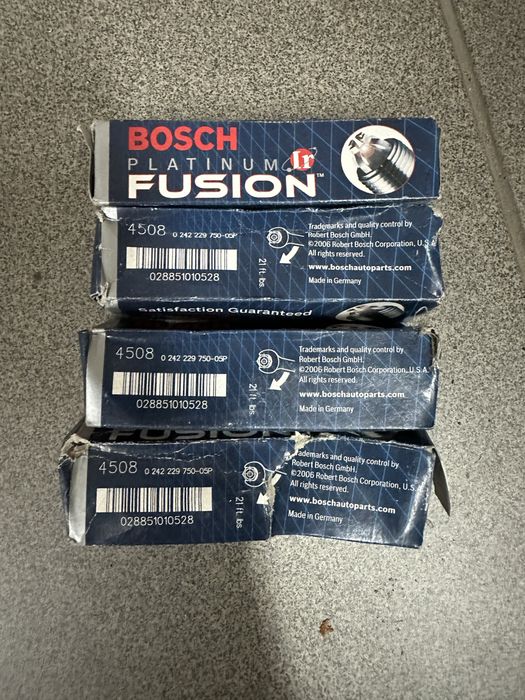 BOSCH
PLATINUM Ir
FUSION™
4508 0 242 229 750-05P
028851010528
21 ft. lbs.
Trademarks and quality control by
Robert Bosch GmbH.
©2006 Robert Bosch Corporation, U.S.A.
All rights reserved.
www.boschautoparts.com
Made in Germany
Satisfaction Guaranteed
4508 0 242 229 750-05P
028851010528
21 ft. lbs.
Trademarks and quality control by
Robert Bosch GmbH.
©2006 Robert Bosch Corporation, U.S.A.
All rights reserved.
www.boschautoparts.com
Made in Germany
FUSION
4508 0 242 229 750-05P
028851010528
21 ft. lbs.
Trademarks and quality control by
Robert Bosch GmbH.
©2006 Robert Bosch Corporation, U.S.
All rights reserved.
www.boschautoparts.com
Made in Germany